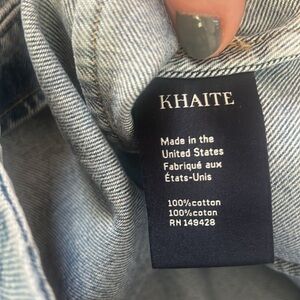 KHAITE
Made in the
United States
Fabriqué aux
États-Unis
100%cotton
100%coton
RN 149428